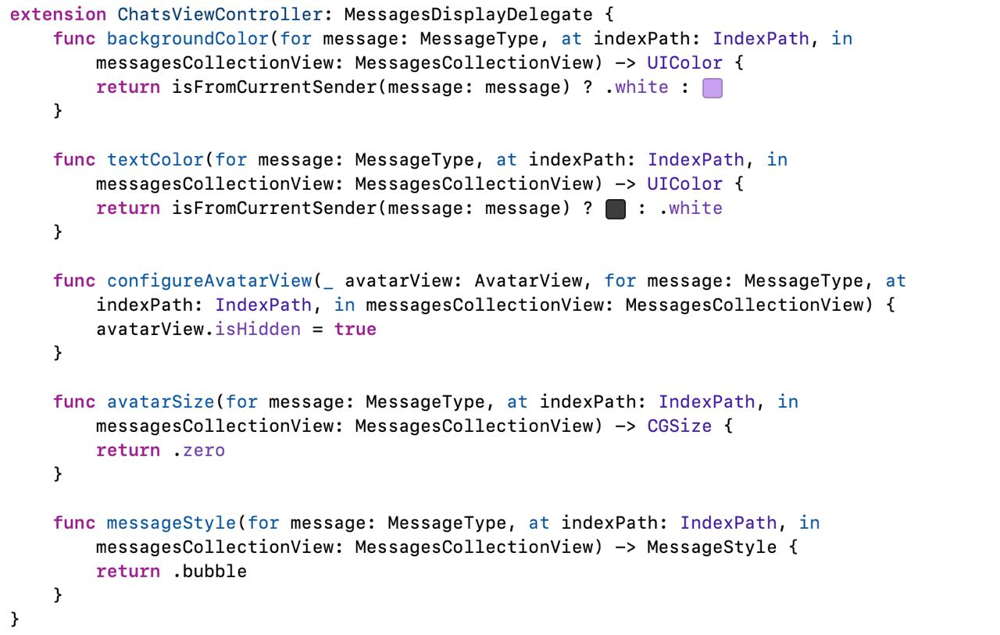 extension ChatsViewController: MessagesDisplayDelegate {
    func backgroundColor(for message: MessageType, at indexPath: IndexPath, in
        messagesCollectionView: MessagesCollectionView) -> UIColor {
        return isFromCurrentSender(message: message) ? .white :
    }

    func textColor(for message: MessageType, at indexPath: IndexPath, in
        messagesCollectionView: MessagesCollectionView) -> UIColor {
        return isFromCurrentSender(message: message) ? : .white
    }

    func configureAvatarView(_ avatarView: AvatarView, for message: MessageType, at
        indexPath: IndexPath, in messagesCollectionView: MessagesCollectionView) {
        avatarView.isHidden = true
    }

    func avatarSize(for message: MessageType, at indexPath: IndexPath, in
        messagesCollectionView: MessagesCollectionView) -> CGSize {
        return .zero
    }

    func messageStyle(for message: MessageType, at indexPath: IndexPath, in
        messagesCollectionView: MessagesCollectionView) -> MessageStyle {
        return .bubble
    }
}